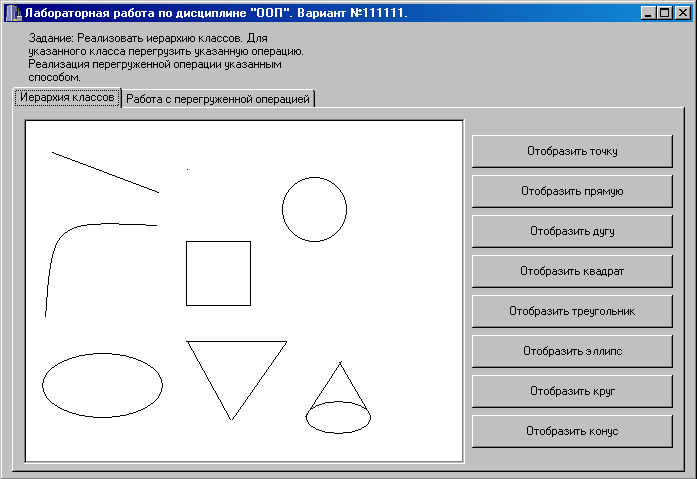 Лабораторная работа по дисциплине "ООП". Вариант №111111.
Задание: Реализовать иерархию классов. Для
указанного класса перегрузить указанную операцию.
Реализация перегруженной операции указанным
способом.
Иерархия классов
Работа с перегруженной операцией
Отобразить точку
Отобразить прямую
Отобразить дугу
Отобразить квадрат
Отобразить треугольник
Отобразить эллипс
Отобразить круг
Отобразить конус